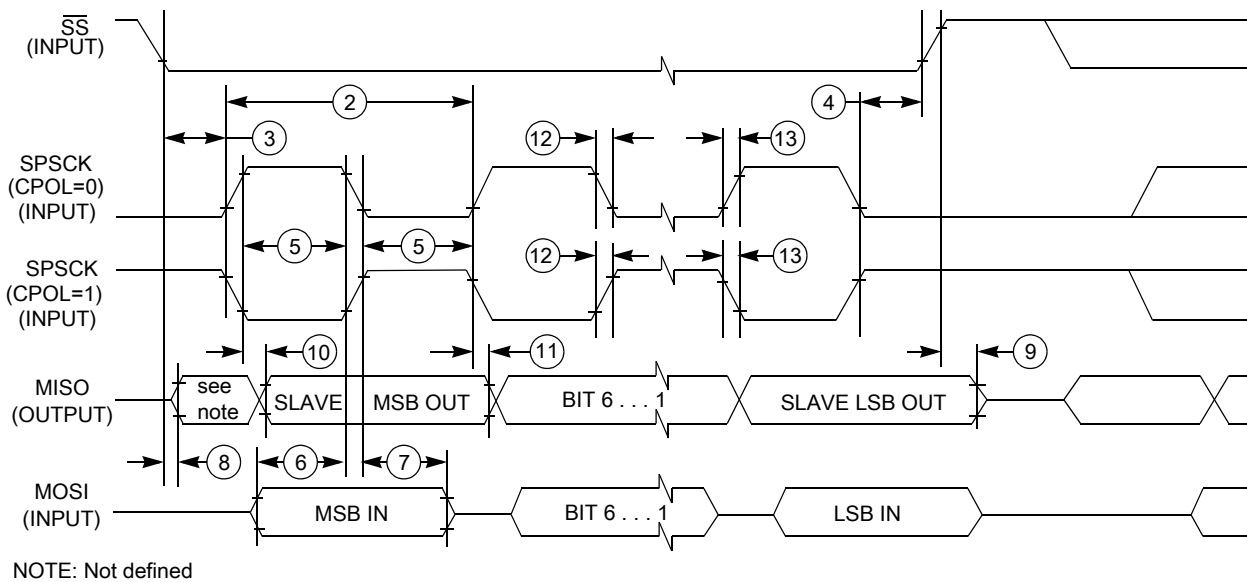 SS
(INPUT)
2
4
3
12
13
SPSCK
(CPOL=0)
(INPUT)
5
5
12
13
SPSCK
(CPOL=1)
(INPUT)
10
11
9
MISO
(OUTPUT)
see
note
SLAVE
MSB OUT
BIT 6 . . . 1
SLAVE LSB OUT
8
6
7
MOSI
(INPUT)
MSB IN
BIT 6 . . . 1
LSB IN
NOTE: Not defined